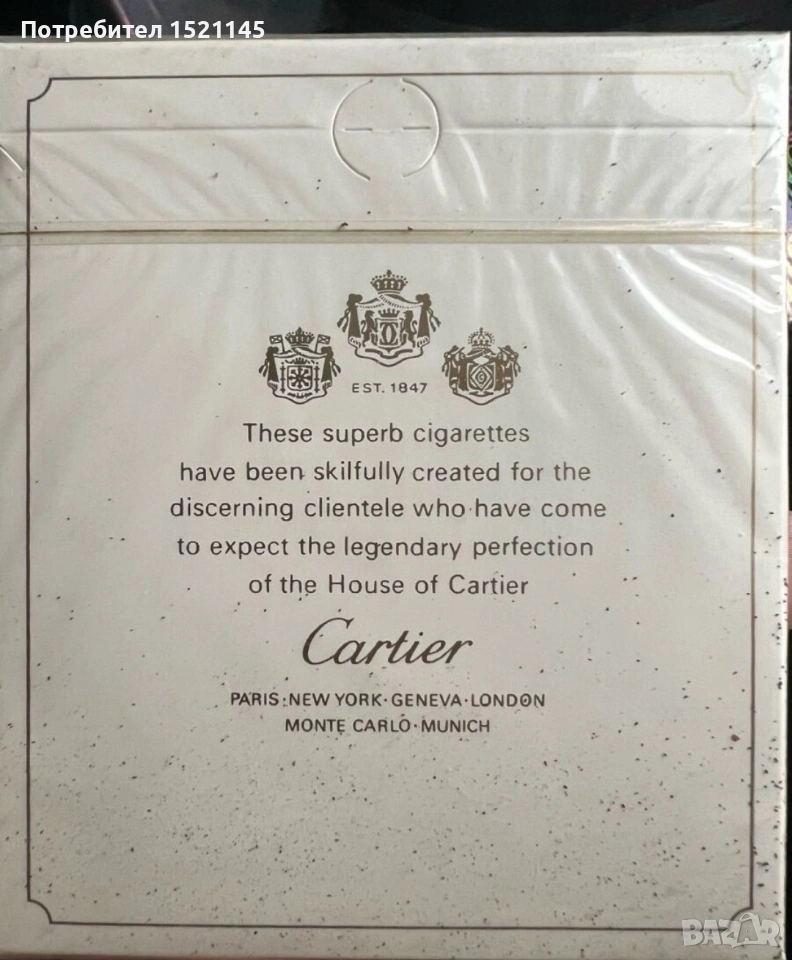 Потребител 1521145
EST. 1847
These superb cigarettes
have been skilfully created for the
discerning clientele who have come
to expect the legendary perfection
of the House of Cartier
Cartier
PARIS·NEW YORK·GENEVA·LONDON
MONTE CARLO·MUNICH
BAZAR